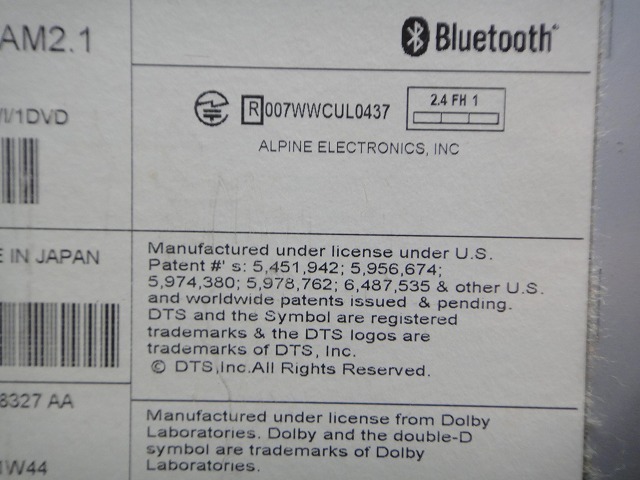 AM2.1
Bluetooth
/I/1DVD
R 007WWCUL0437
2.4 FH 1
ALPINE ELECTRONICS, INC
E IN JAPAN
Manufactured under license under U.S.
Patent #' s: 5,451,942; 5,956,674;
5,974,380; 5,978,762; 6,487,535 & other U.S.
and worldwide patents issued & pending.
DTS and the Symbol are registered
trademarks & the DTS logos are
trademarks of DTS, Inc.
© DTS,Inc.All Rights Reserved.
8327 AA
Manufactured under license from Dolby
Laboratories. Dolby and the double-D
symbol are trademarks of Dolby
Laboratories.
1W44